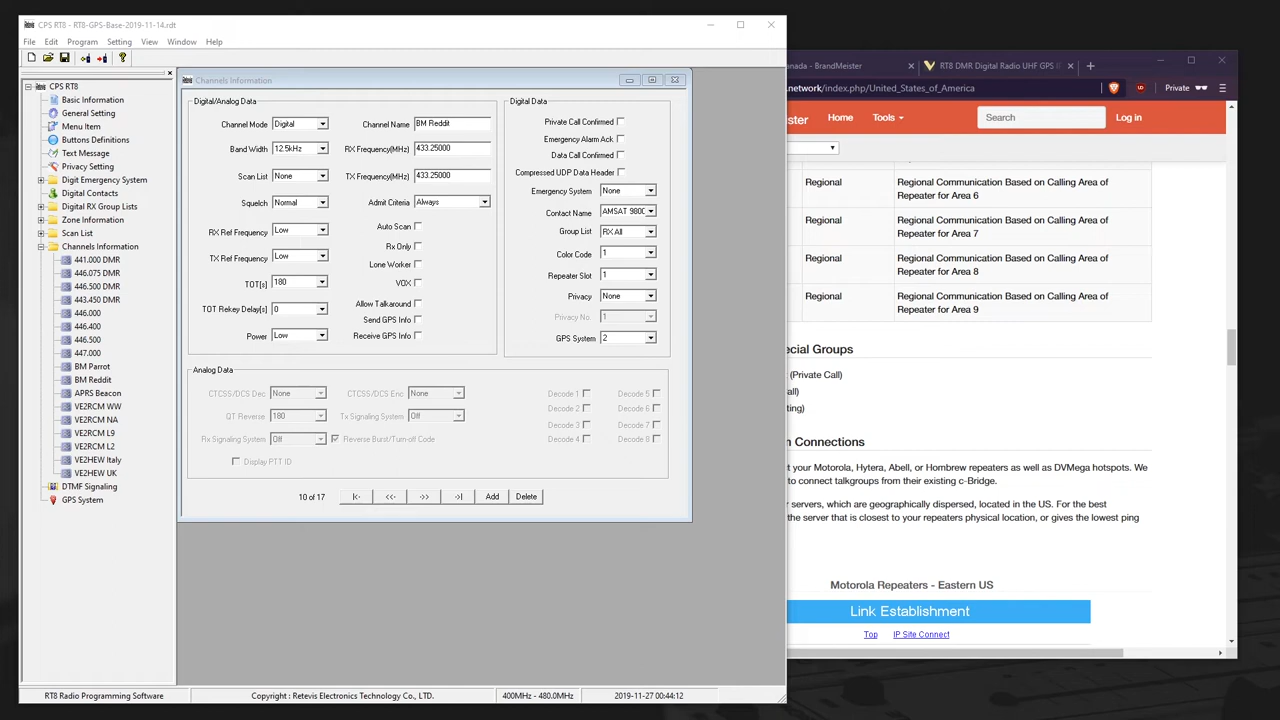 CPS RT8 - RT8-GPS-Base-2019-11-14.rdt
File Edit Program Setting View Window Help
CPS RT8
Basic Information
General Setting
Menu Item
Buttons Definitions
Text Message
Privacy Setting
Digit Emergency System
Digital Contacts
Digital RX Group Lists
Zone Information
Scan List
Channels Information
441.000 DMR
446.075 DMR
446.500 DMR
443.450 DMR
446.000
446.400
446.500
447.000
BM Parrot
BM Reddit
APRS Beacon
VE2RCM WW
VE2RCM NA
VE2RCM L9
VE2RCM L2
VE2HEW Italy
VE2HEW UK
DTMF Signaling
GPS System
Channels Information
Digital/Analog Data
Channel Mode Digital Channel Name BM Reddit
Band Width 12.5kHz RX Frequency(MHz) 433.25000
Scan List None TX Frequency(MHz) 433.25000
Squelch Normal Admit Criteria Always
RX Ref Frequency Low Auto Scan
Rx Only
TX Ref Frequency Low Lone Worker
TOT[s] 180 VOX
TOT Rekey Delay[s] 0 Allow Talkaround
Send GPS Info
Power Low Receive GPS Info
Digital Data
Private Call Confirmed
Emergency Alarm Ack
Data Call Confirmed
Compressed UDP Data Header
Emergency System None
Contact Name AMSAT 980
Group List RX All
Color Code 1
Repeater Slot 1
Privacy None
Privacy No. 1
GPS System 2
Analog Data
CTCSS/DCS Dec None CTCSS/DCS Enc None Decode 1 Decode 5
QT Reverse 180 Tx Signaling System Off Decode 2 Decode 6
Decode 3 Decode 7
Rx Signaling System Off Reverse Burst/Turn-off Code Decode 4 Decode 8
Display PTT ID
10 of 17 |<- <<- ->> ->| Add Delete
RT8 Radio Programming Software Copyright : Retevis Electronics Technology Co., LTD. 400MHz - 480.0MHz 2019-11-27 00:44:12
anada - BrandMeister RT8 DMR Digital Radio UHF GPS
.network/index.php/United_States_of_America Private
ister Home Tools Search Log in
Regional Regional Communication Based on Calling Area of
Repeater for Area 6
Regional Regional Communication Based on Calling Area of
Repeater for Area 7
Regional Regional Communication Based on Calling Area of
Repeater for Area 8
Regional Regional Communication Based on Calling Area of
Repeater for Area 9
ecial Groups
(Private Call)
all)
ting)
n Connections
t your Motorola, Hytera, Abell, or Hombrew repeaters as well as DVMega hotspots. We
to connect talkgroups from their existing c-Bridge.
r servers, which are geographically dispersed, located in the US. For the best
the server that is closest to your repeaters physical location, or gives the lowest ping
Motorola Repeaters - Eastern US
Link Establishment
Top IP Site Connect